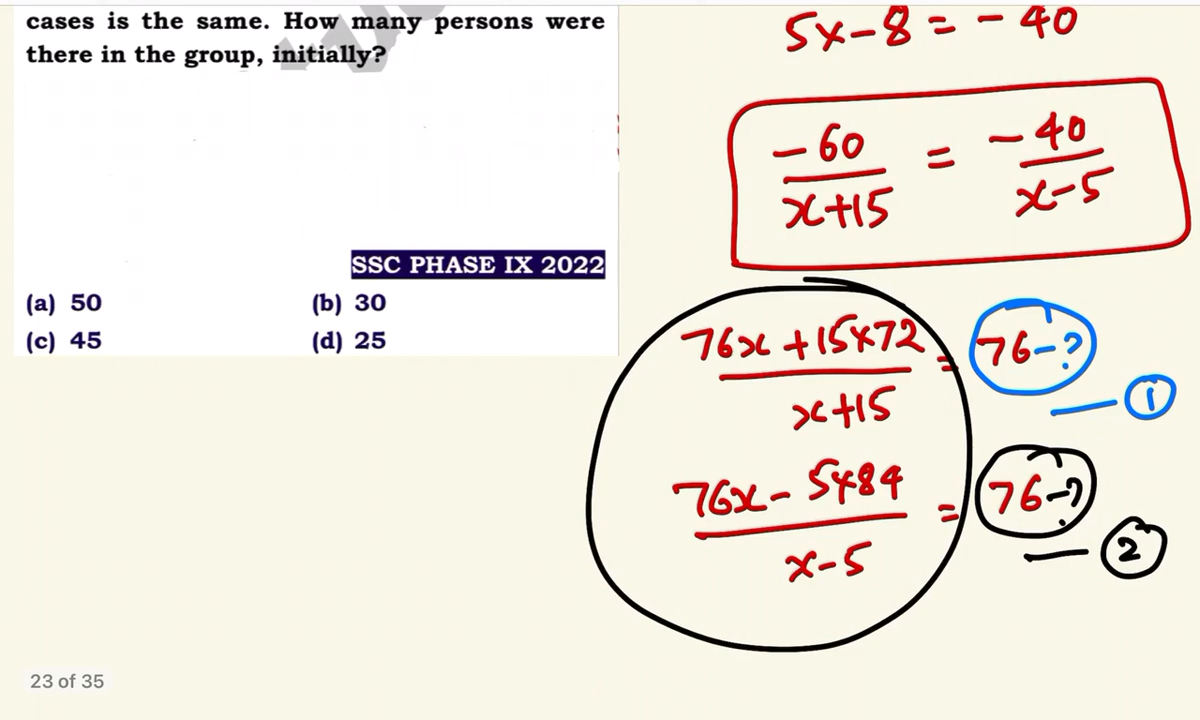 cases is the same. How many persons were
there in the group, initially?
SSC PHASE IX 2022
(a) 50 (b) 30
(c) 45 (d) 25
23 of 35
5x-8 = -40
-60/x+15 = -40/x-5
76x+15×72/x+15 = 76-? — 1
76x-5×84/x-5 = 76-? — 2